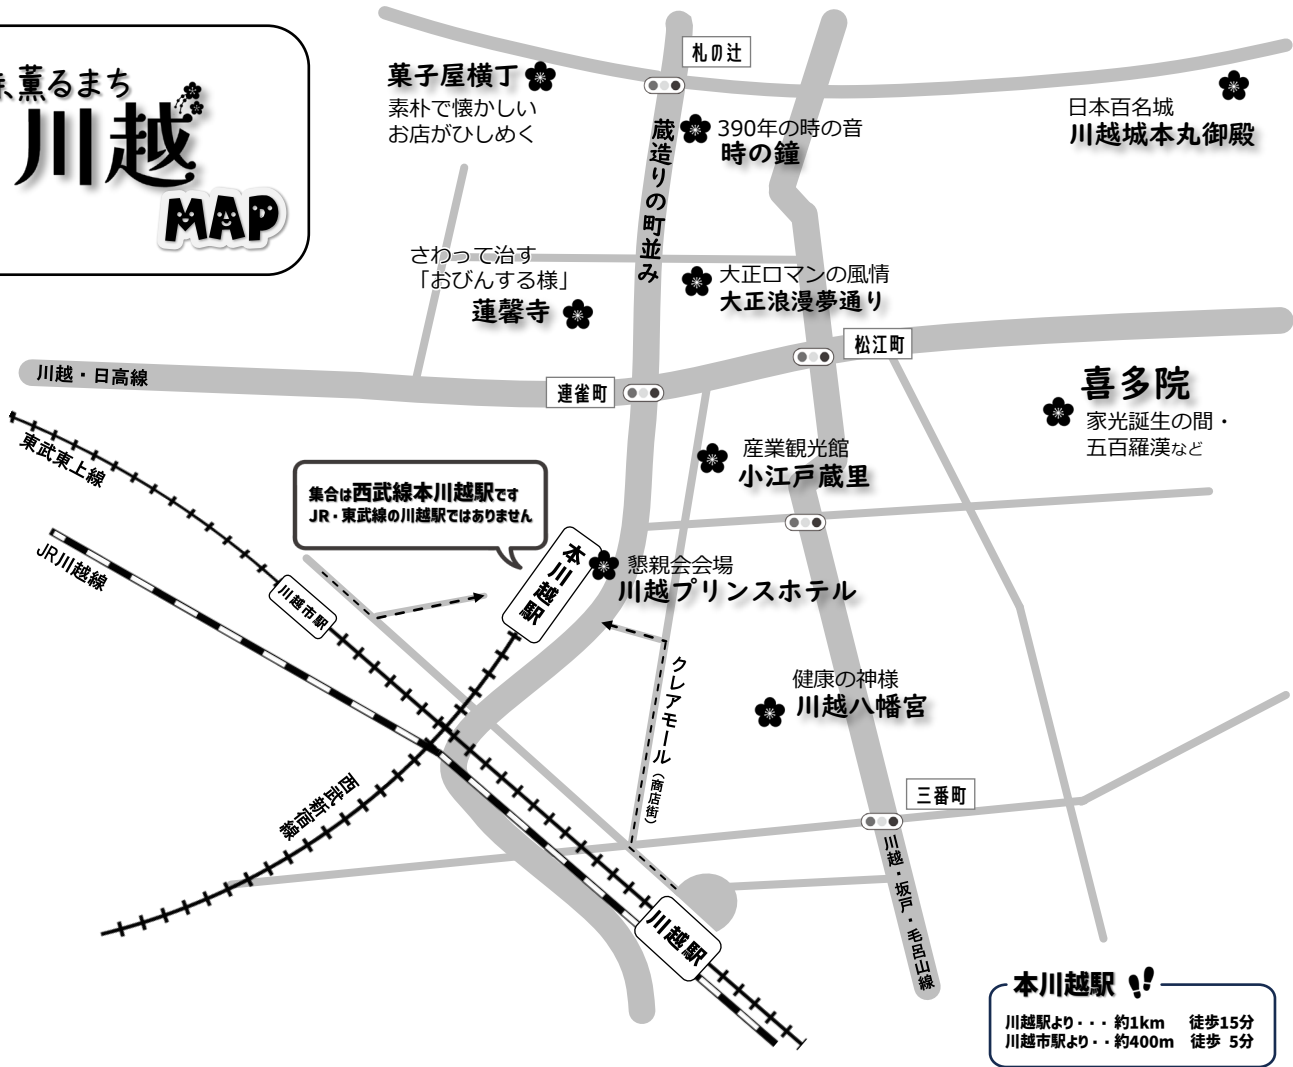 薫るまち
川越
MAP
札の辻
菓子屋横丁
素朴で懐かしい
お店がひしめく
蔵造りの町並み
390年の時の音
時の鐘
日本百名城
川越城本丸御殿
さわって治す
「おびんする様」
蓮馨寺
大正ロマンの風情
大正浪漫夢通り
松江町
川越・日高線
連雀町
喜多院
家光誕生の間・
五百羅漢など
東武東上線
産業観光館
小江戸蔵里
集合は西武線本川越駅です
JR・東武線の川越駅ではありません
JR川越線
本川越駅
懇親会会場
川越プリンスホテル
川越市駅
クレアモール（商店街）
健康の神様
川越八幡宮
西武新宿線
三番町
川越・坂戸・毛呂山線
川越駅
本川越駅
川越駅より・・・約1km 徒歩15分
川越市駅より・・約400m 徒歩 5分